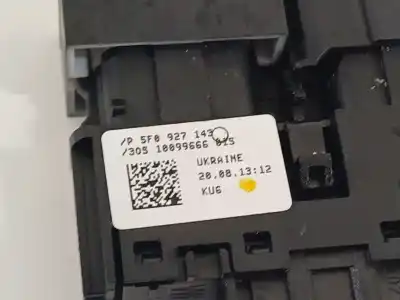 /P 5F0 927 143
/305 10099666 015
UKRAINE
20.08.13:12
KU6